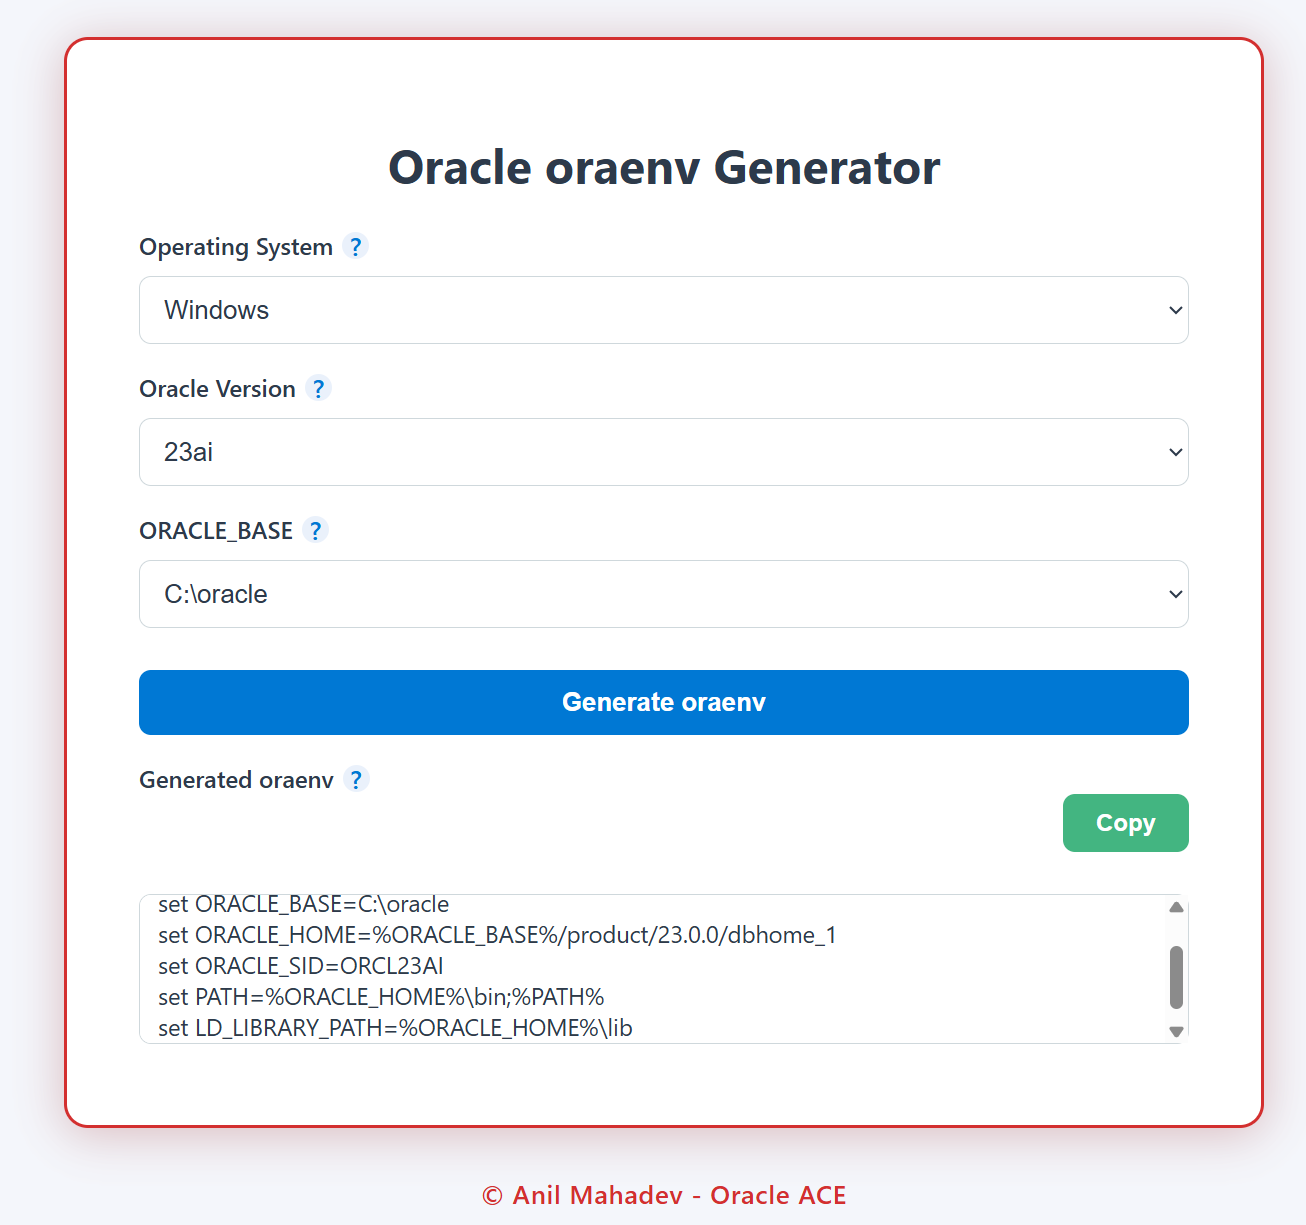 Oracle oraenv Generator
Operating System ?
Windows
Oracle Version ?
23ai
ORACLE_BASE ?
C:\oracle
Generate oraenv
Generated oraenv ?
Copy
set ORACLE_BASE=C:\oracle
set ORACLE_HOME=%ORACLE_BASE%/product/23.0.0/dbhome_1
set ORACLE_SID=ORCL23AI
set PATH=%ORACLE_HOME%\bin;%PATH%
set LD_LIBRARY_PATH=%ORACLE_HOME%\lib
© Anil Mahadev - Oracle ACE